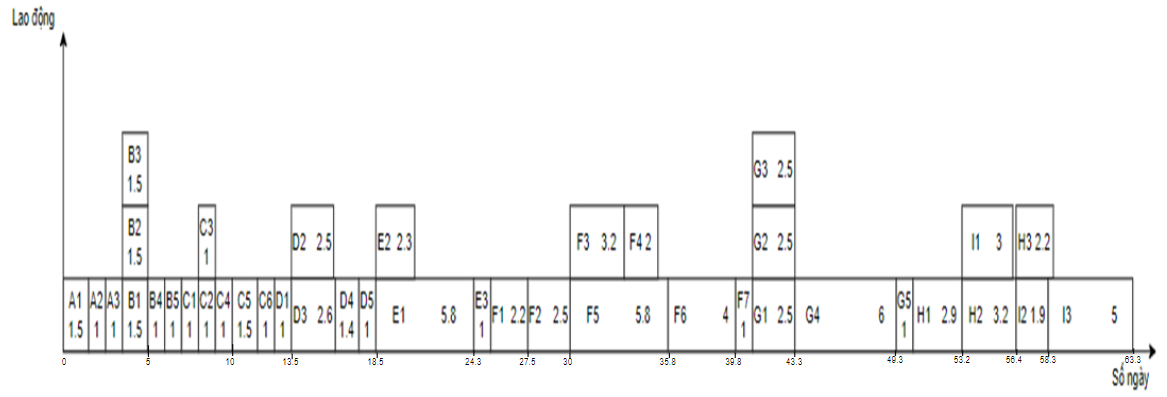 Lao động
B3
1.5
B2
1.5
C3
1
D2 2.5
E2 2.3
F3 3.2
F4 2
G3 2.5
G2 2.5
I1 3
H3 2.2
A1
1.5
A2
1
A3
1
B1
1.5
B4
1
B5
1
C1
1
C2
1
C4
1
C5
1.5
C6
1
D1
1
D3 2.6
D4
1.4
D5
1
E1 5.8
E3
1
F1 2.2
F2 2.5
F5 5.8
F6 4
F7
1
G1 2.5
G4 6
G5
1
H1 2.9
H2 3.2
I2 1.9
I3 5
0 5 10 13.5 18.5 24.3 27.5 30 35.8 39.8 43.3 49.3 53.2 56.4 58.3 63.3
Số ngày